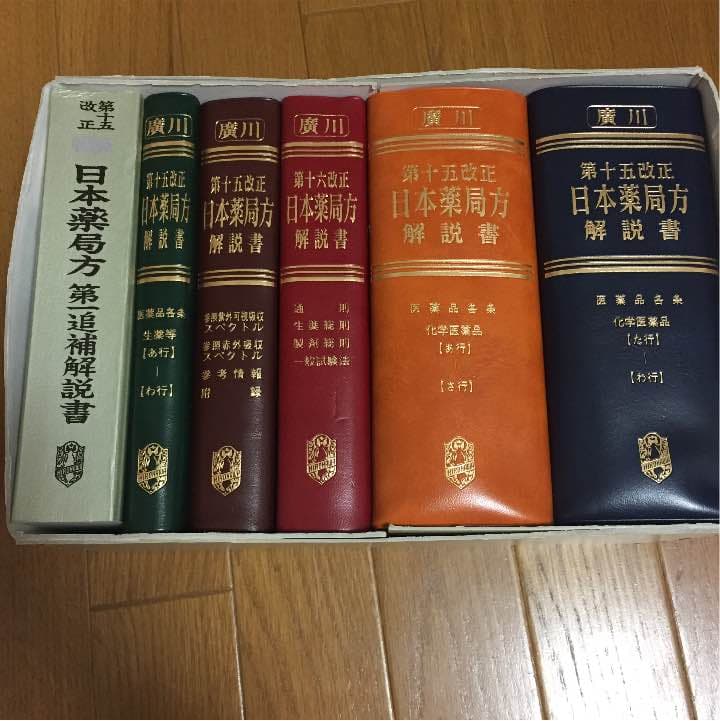 第十五
改正
日本薬局方 第一追補解説書
廣川
第十五改正
日本薬局方
解説書
医薬品各条
生薬等
【あ行】
|
【わ行】
廣川
第十五改正
日本薬局方
解説書
参照紫外可視吸収
スペクトル
参照赤外吸収
スペクトル
参考情報
附録
廣川
第十六改正
日本薬局方
解説書
通則
生薬総則
製剤総則
一般試験法
廣川
第十五改正
日本薬局方
解説書
医薬品各条
化学医薬品
【あ行】
|
【さ行】
廣川
第十五改正
日本薬局方
解説書
医薬品各条
化学医薬品
【た行】
|
【わ行】